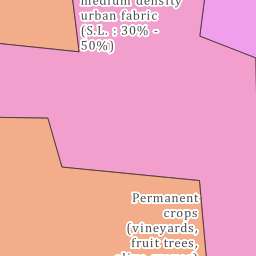 medium density
urban fabric
(S.L. : 30% -
50%)
Permanent
crops
(vineyards,
fruit trees,